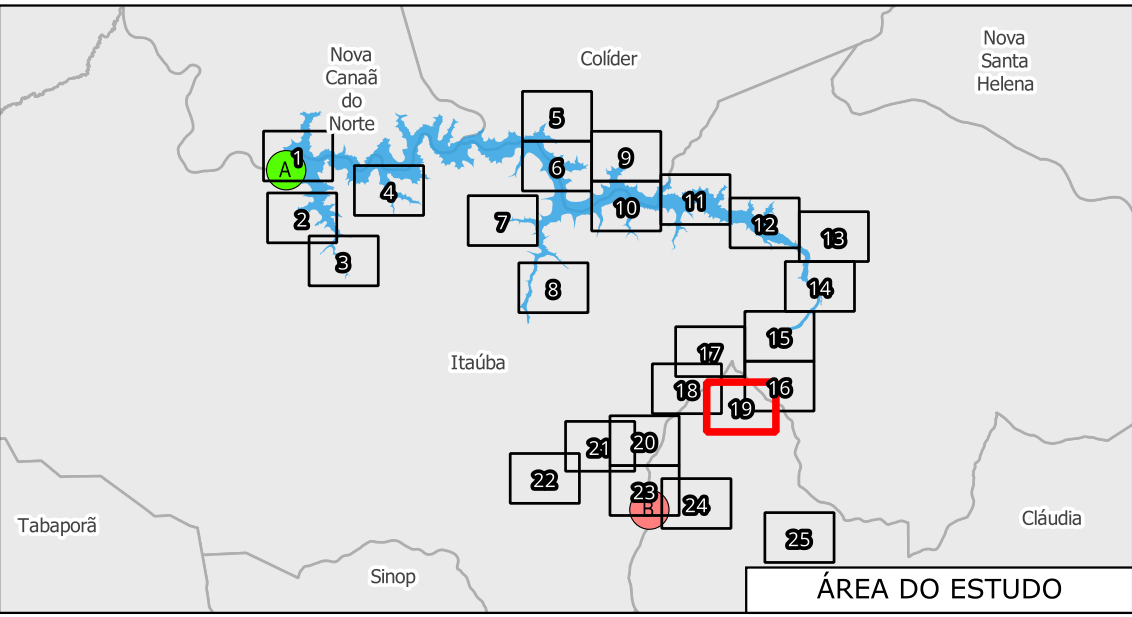 Nova
Canaã
do
Norte
Colíder
Nova
Santa
Helena
5
1
A
6
9
4
2
7
10
11
12
13
3
8
14
15
17
Itaúba
18
16
19
21
20
22
23
B
24
25
Tabaporã
Cláudia
Sinop
ÁREA DO ESTUDO